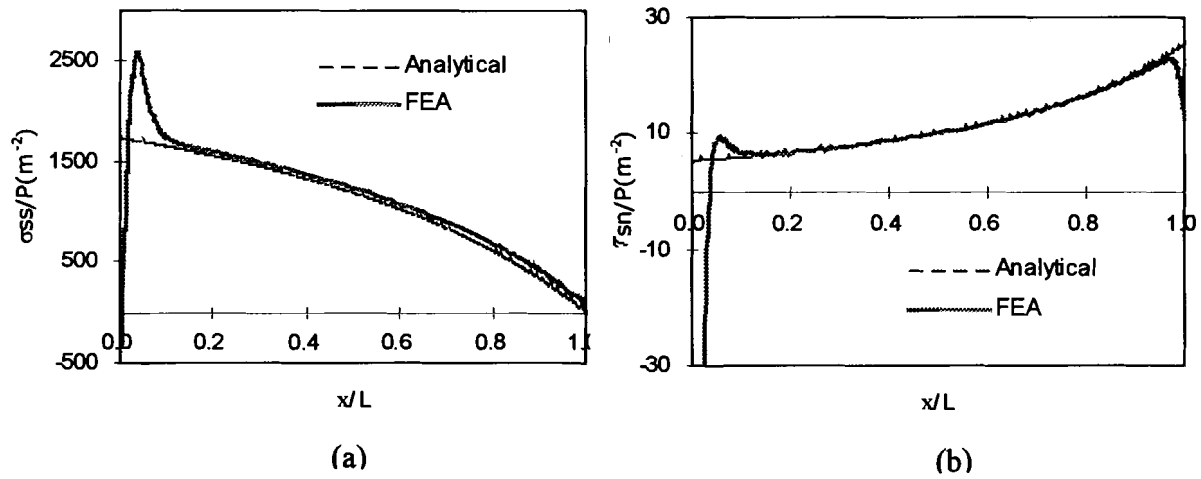 2500
1500
500
-500
σss/P(m⁻²)
Analytical
FEA
0.0 0.2 0.4 0.6 0.8 1.0
x/L
(a)
30
10
-10
-30
τsn/P(m⁻²)
0.0 0.2 0.4 0.6 0.8 1.0
Analytical
FEA
x/L
(b)